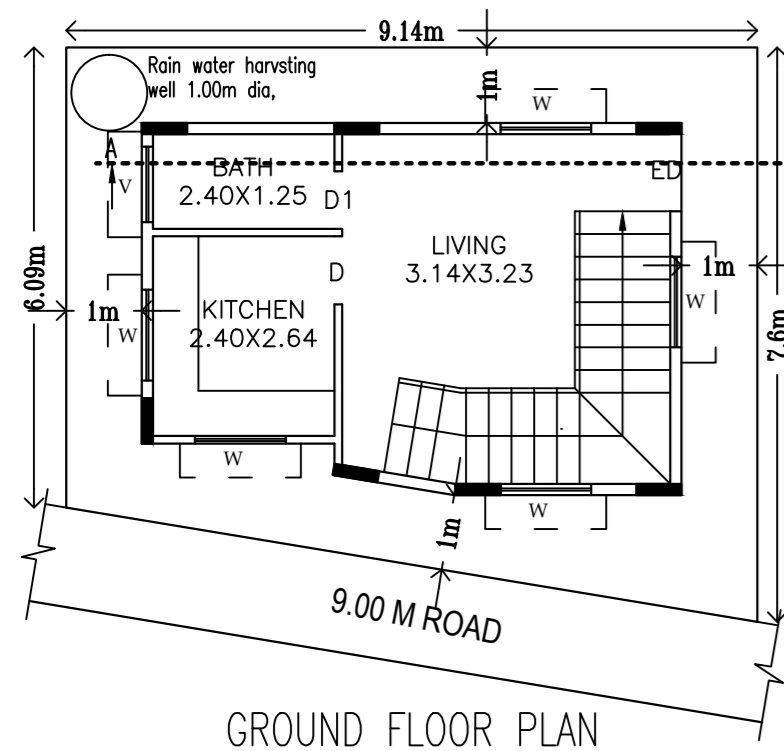 9.14m
Rain water harvsting
well 1.00m dia,
1m
W
A
BATH
2.40X1.25
D1
ED
V
LIVING
3.14X3.23
D
6.09m
1m
W
KITCHEN
2.40X2.64
1m
W
7.6m
W
W
1m
9.00 M ROAD
GROUND FLOOR PLAN